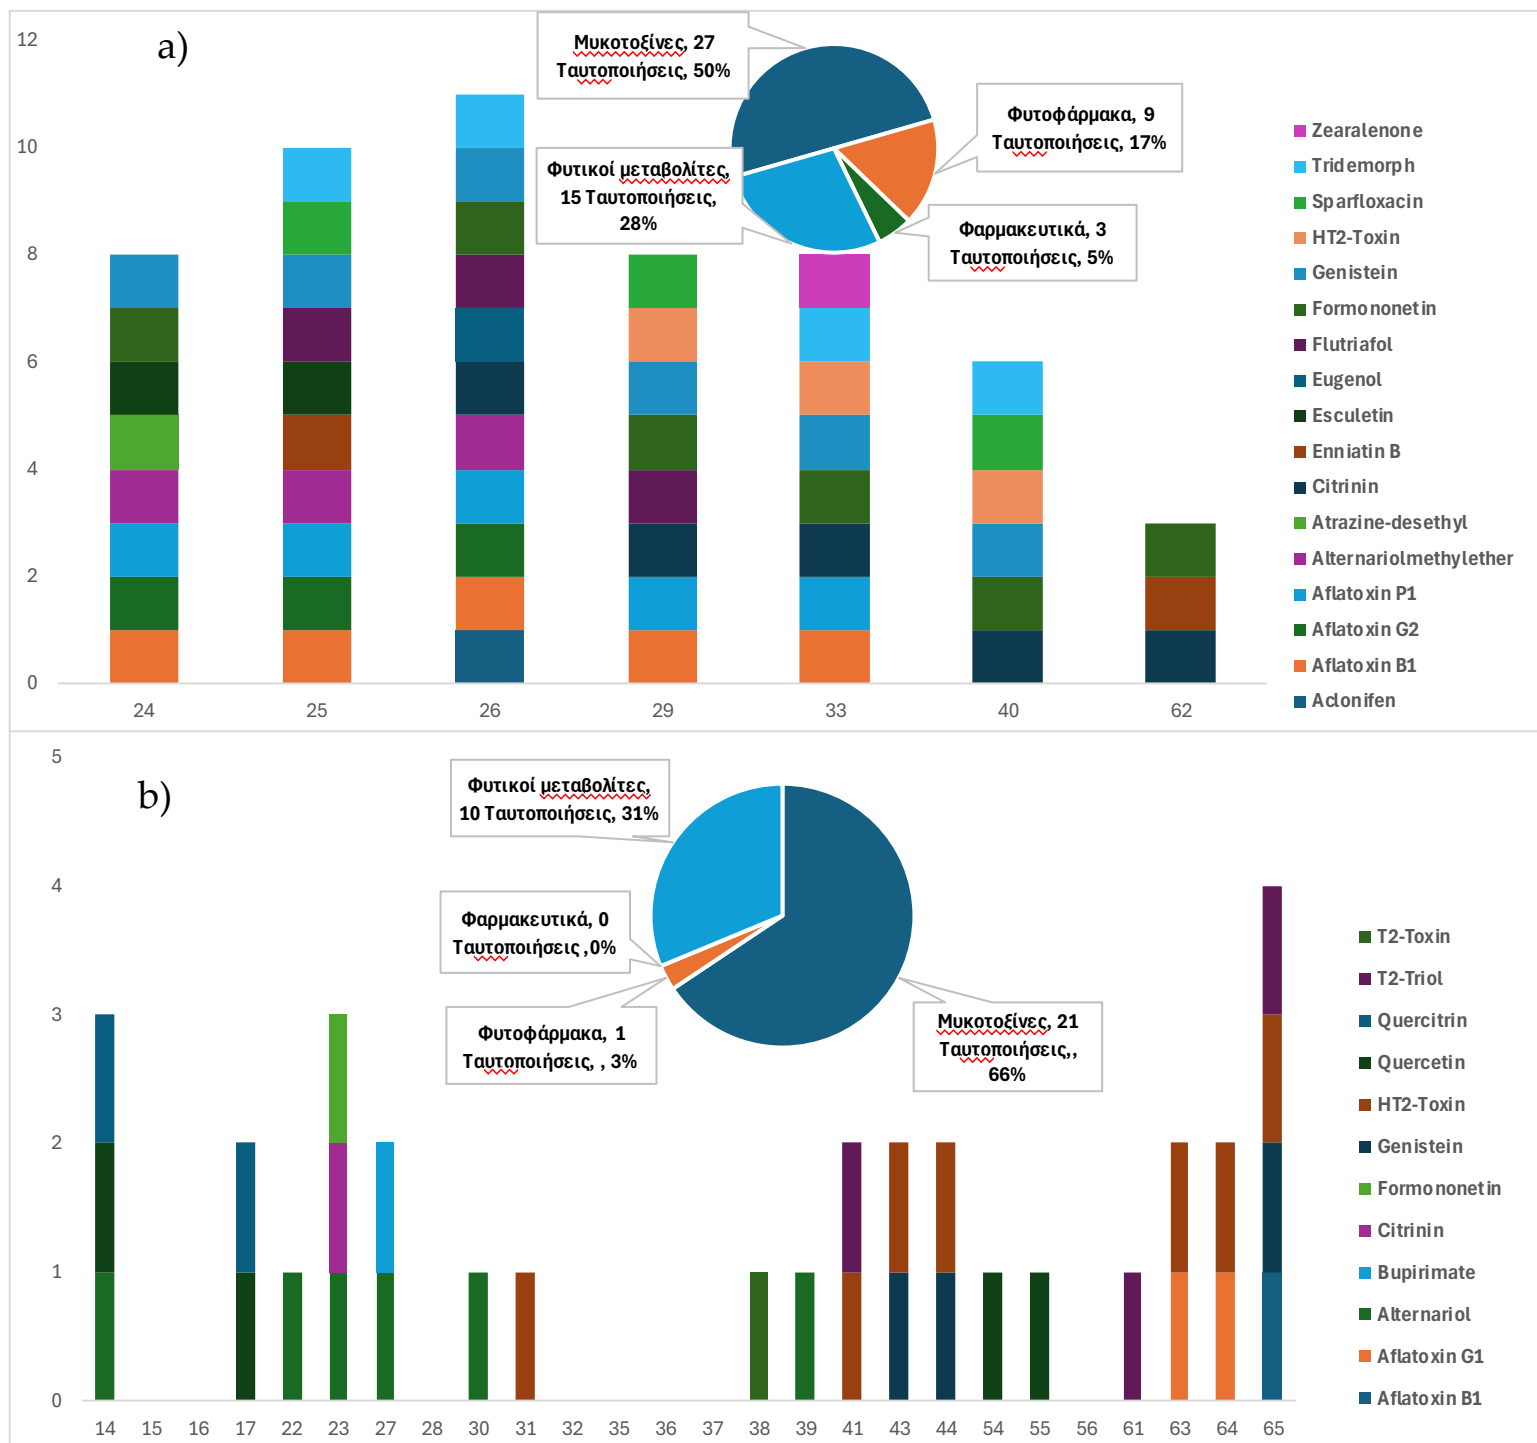 a)
12
10
8
6
4
2
0
24 25 26 29 33 40 62
Μυκοτοξίνες, 27
Ταυτοποιήσεις, 50%
Φυτοφάρμακα, 9
Ταυτοποιήσεις, 17%
Φυτικοί μεταβολίτες,
15 Ταυτοποιήσεις,
28%
Φαρμακευτικά, 3
Ταυτοποιήσεις, 5%
Zearalenone
Tridemorph
Sparfloxacin
HT2-Toxin
Genistein
Formononetin
Flutriafol
Eugenol
Esculetin
Enniatin B
Citrinin
Atrazine-desethyl
Alternariolmethylether
Aflatoxin P1
Aflatoxin G2
Aflatoxin B1
Aclonifen
b)
5
4
3
2
1
0
14 15 16 17 22 23 27 28 30 31 32 35 36 37 38 39 41 43 44 54 55 56 61 63 64 65
Φυτικοί μεταβολίτες,
10 Ταυτοποιήσεις, 31%
Φαρμακευτικά, 0
Ταυτοποιήσεις ,0%
Φυτοφάρμακα, 1
Ταυτοποιήσεις, , 3%
Μυκοτοξίνες, 21
Ταυτοποιήσεις,,
66%
T2-Toxin
T2-Triol
Quercitrin
Quercetin
HT2-Toxin
Genistein
Formononetin
Citrinin
Bupirimate
Alternariol
Aflatoxin G1
Aflatoxin B1